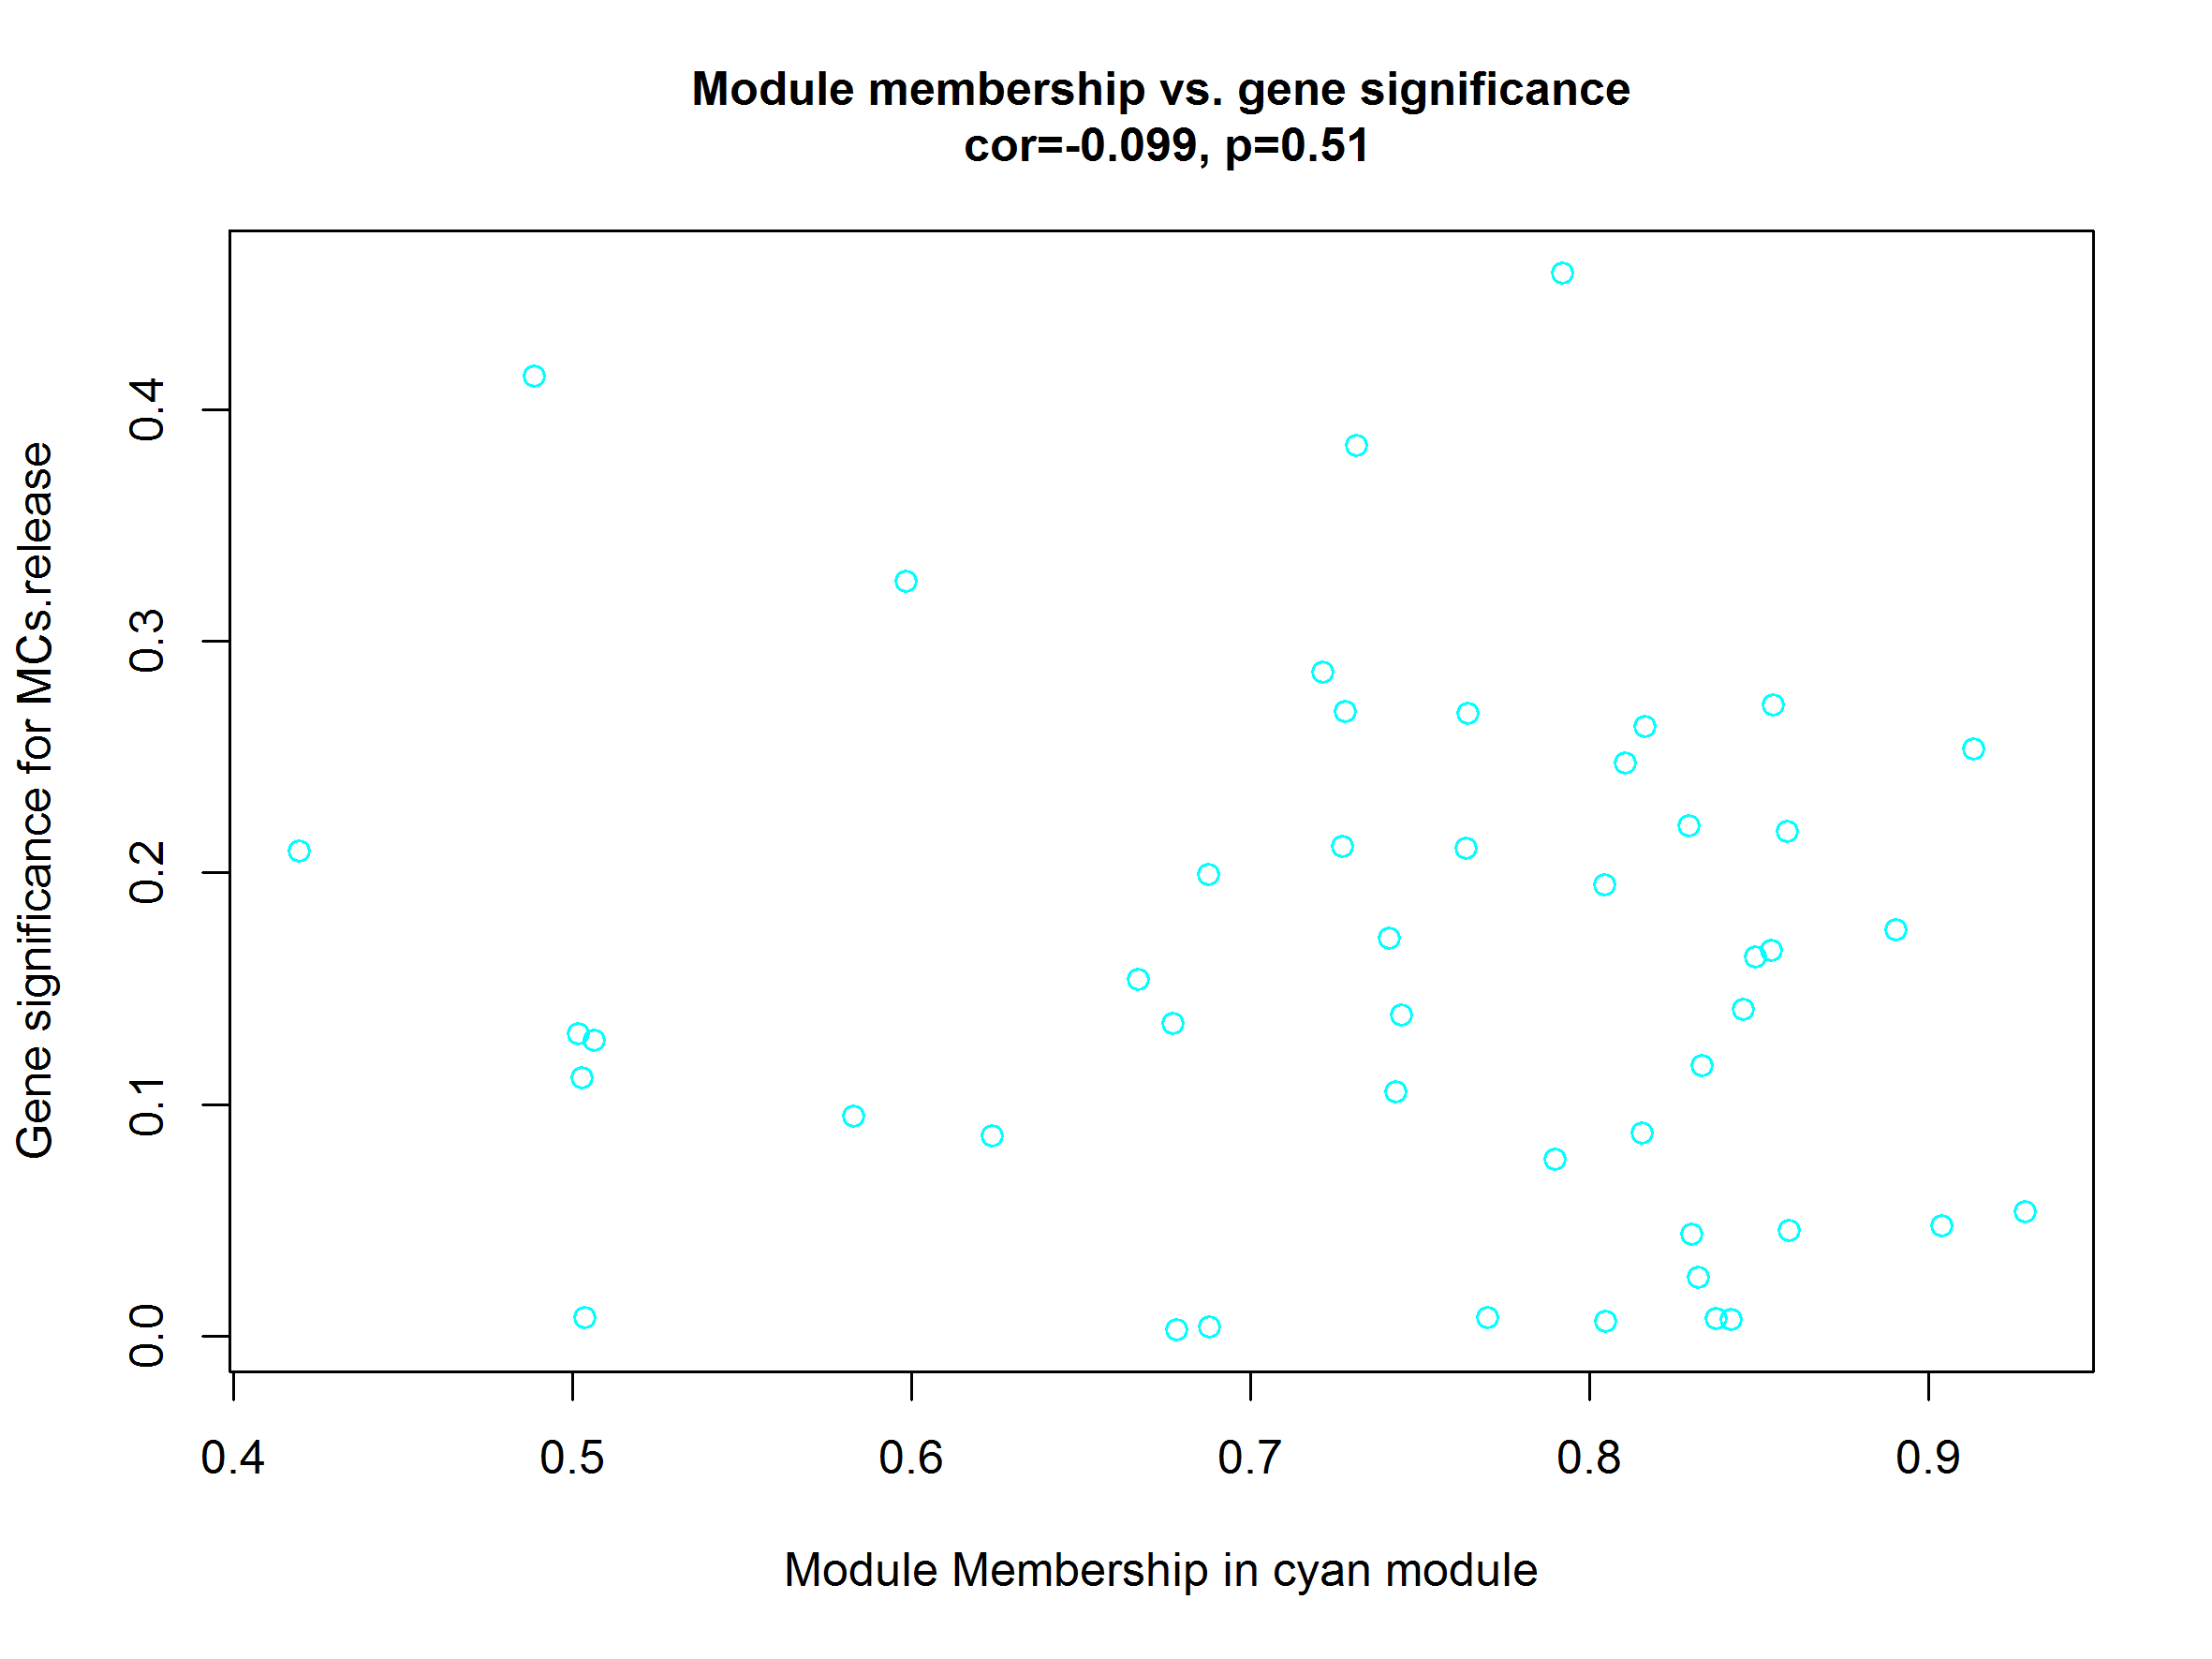 Module membership vs. gene significance
cor=-0.099, p=0.51
Gene significance for MCs.release
0.4
0.3
0.2
0.1
0.0
0.4 0.5 0.6 0.7 0.8 0.9
Module Membership in cyan module